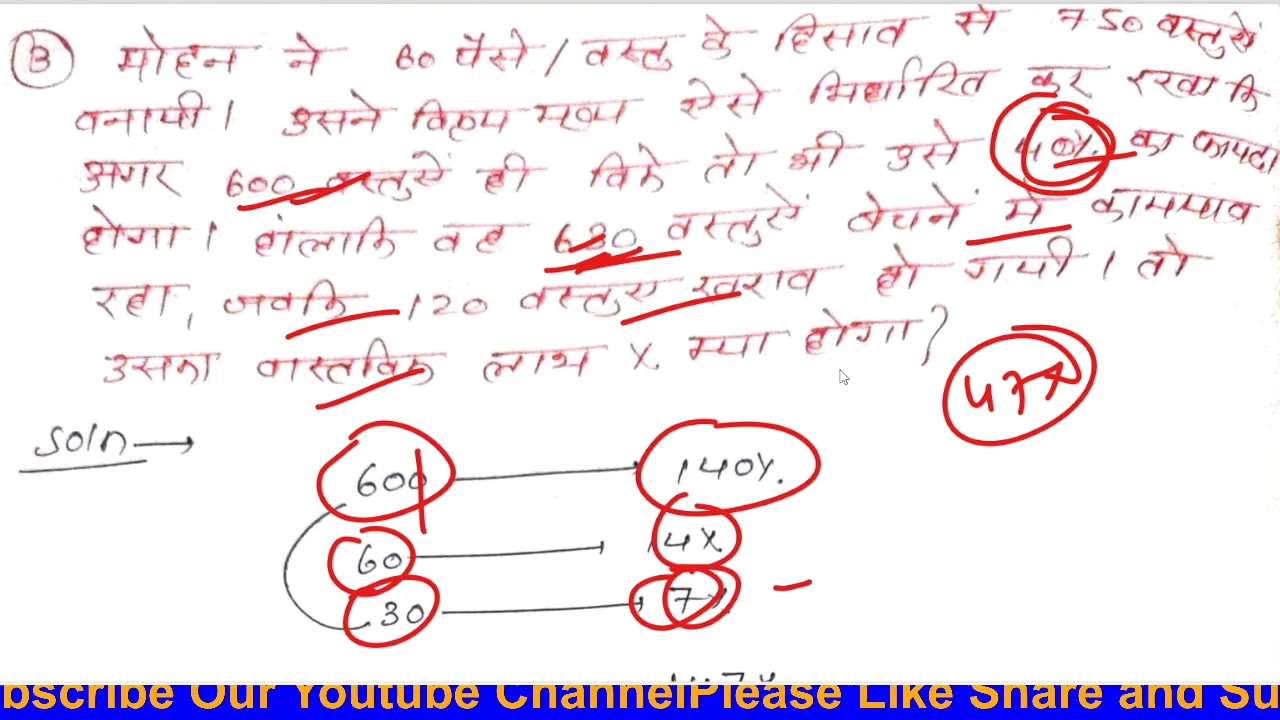 ③ मोहन ने 60 पैसे / वस्तु के हिसाब से 750 वस्तुयें
बनायी। उसने विक्रय मूल्य ऐसे निर्धारित कर रखा कि
अगर 600 वस्तुयें ही बिके तो भी उसे 40% का फायदा
होगा। हांलाकि वह 630 वस्तुयें बेचने में कामयाब
रहा, जबकि 120 वस्तुए खराब हो गयी। तो
उसका वास्तविक लाभ % क्या होगा?
47%
Soln →
600 → 140%.
60 → 14%
30 → 7%
bscribe Our Youtube ChannelPlease Like Share and Su